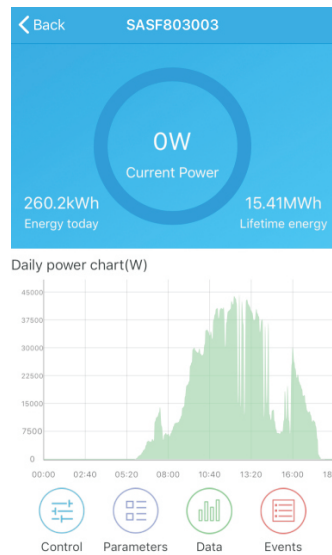 Back SASF803003
0W
Current Power
260.2kWh 15.41MWh
Energy today Lifetime energy
Daily power chart(W)
45000
37500
30000
22500
15000
7500
0
00:00 02:40 05:20 08:00 10:40 13:20 16:00 18
Control Parameters Data Events